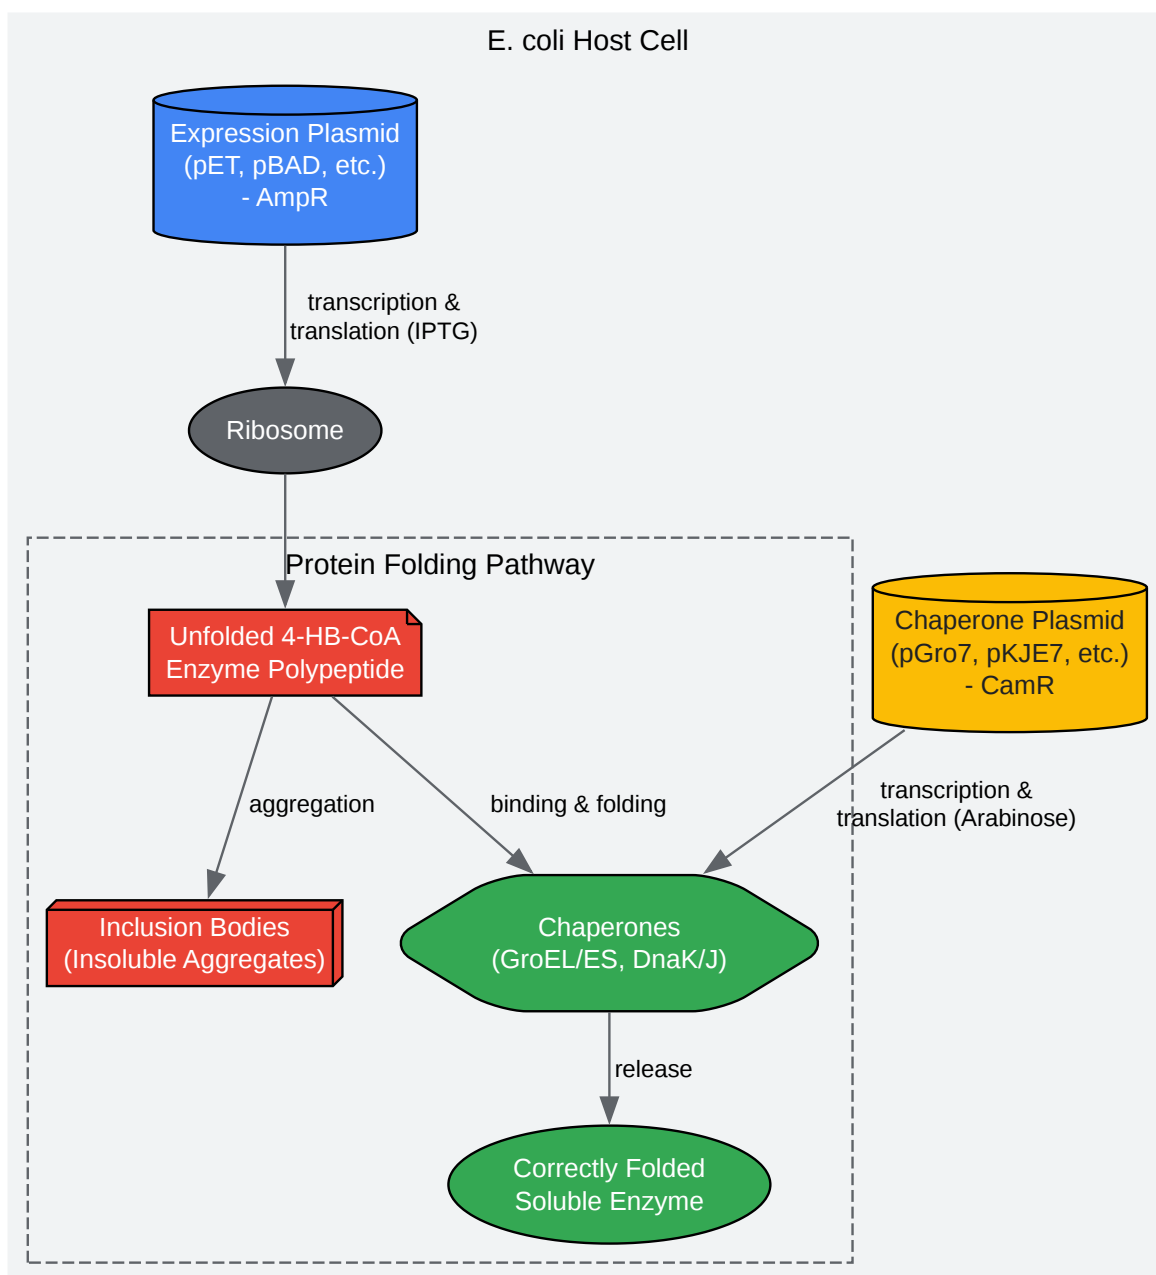 E. coli Host Cell
Expression Plasmid
(pET, pBAD, etc.)
- AmpR
transcription &
translation (IPTG)
Ribosome
Protein Folding Pathway
Unfolded 4-HB-CoA
Enzyme Polypeptide
Chaperone Plasmid
(pGro7, pKJE7, etc.)
- CamR
aggregation
binding & folding
transcription &
translation (Arabinose)
Inclusion Bodies
(Insoluble Aggregates)
Chaperones
(GroEL/ES, DnaK/J)
release
Correctly Folded
Soluble Enzyme